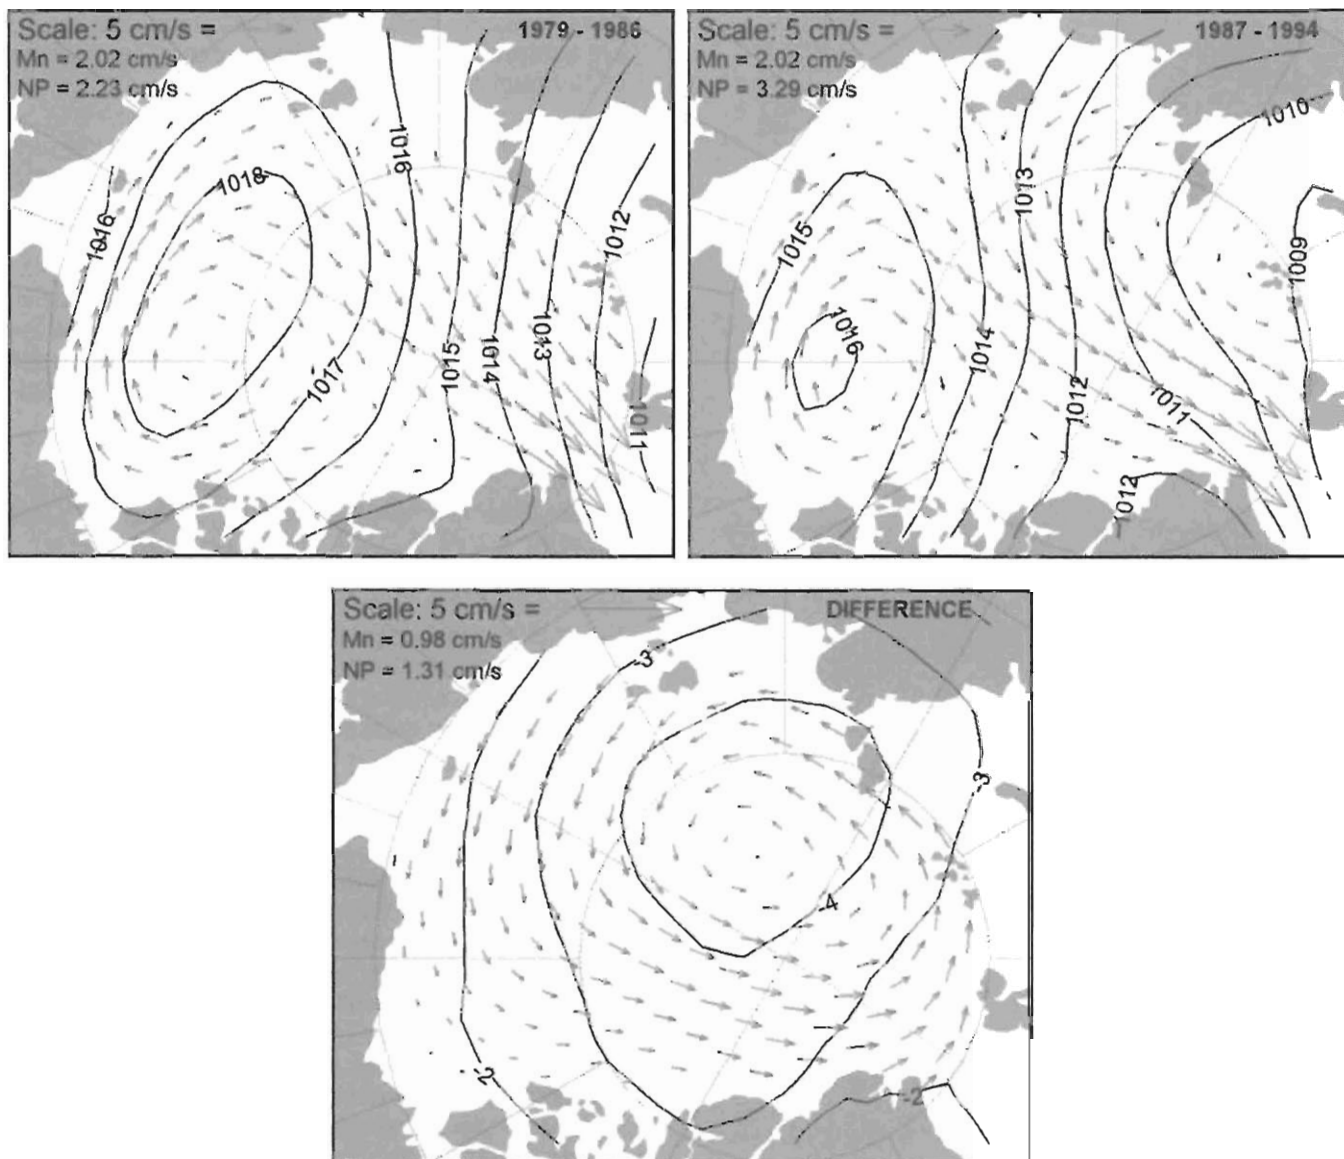 Scale: 5 cm/s =
1979 - 1986
Mn = 2.02 cm/s
NP = 2.23 cm/s
1016
1018
1016
1012
1017
1015
1014
1013
1011
Scale: 5 cm/s =
1987 - 1994
Mn = 2.02 cm/s
NP = 3.29 cm/s
1010
1013
1015
1009
1016
1014
1012
1011
1012
Scale: 5 cm/s =
DIFFERENCE
Mn = 0.98 cm/s
NP = 1.31 cm/s
-3
-3
-4
-2
-2